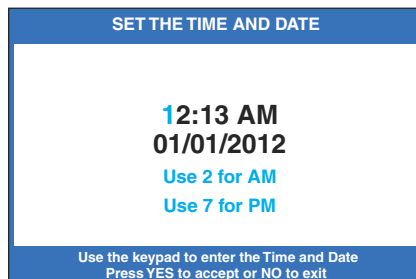 SET THE TIME AND DATE
12:13 AM
01/01/2012
Use 2 for AM
Use 7 for PM
Use the keypad to enter the Time and Date
Press YES to accept or NO to exit